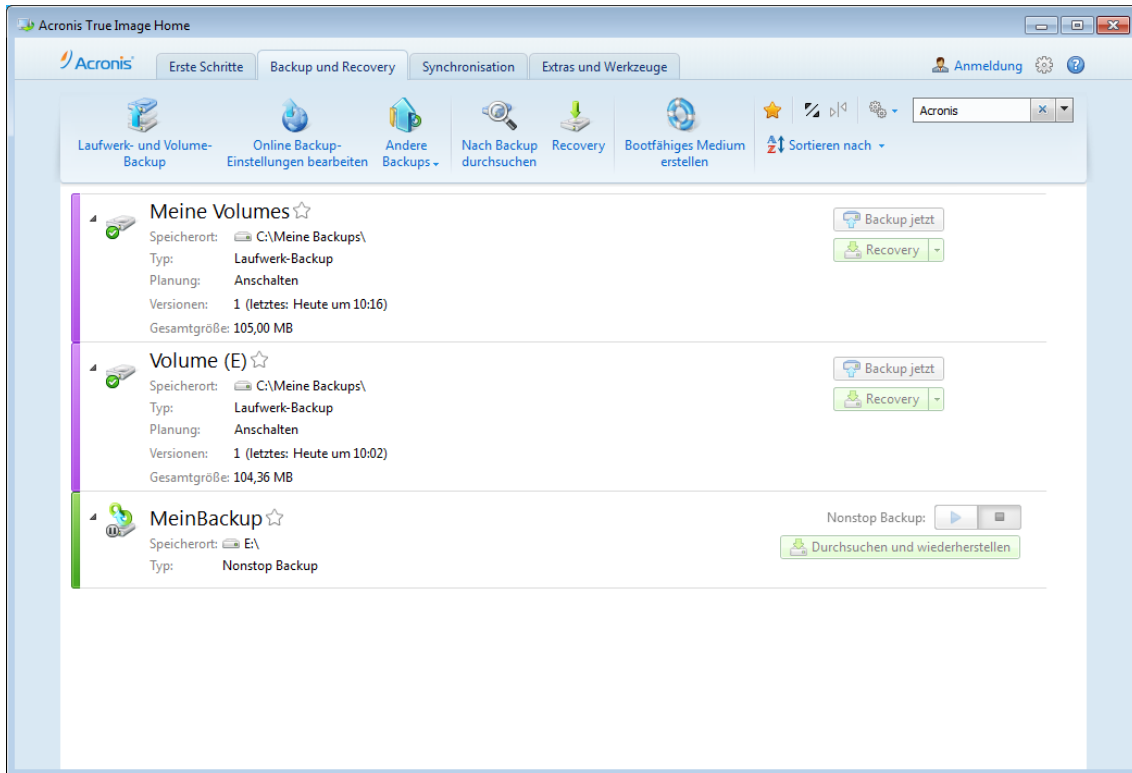 Acronis True Image Home
Acronis
Erste Schritte
Backup und Recovery
Synchronisation
Extras und Werkzeuge
Anmeldung
Laufwerk- und Volume-
Backup
Online Backup-
Einstellungen bearbeiten
Andere
Backups
Nach Backup
durchsuchen
Recovery
Bootfähiges Medium
erstellen
Acronis
Sortieren nach
Meine Volumes
Backup jetzt
Speicherort: C:\Meine Backups\
Recovery
Typ: Laufwerk-Backup
Planung: Anschalten
Versionen: 1 (letztes: Heute um 10:16)
Gesamtgröße: 105,00 MB
Volume (E)
Backup jetzt
Speicherort: C:\Meine Backups\
Recovery
Typ: Laufwerk-Backup
Planung: Anschalten
Versionen: 1 (letztes: Heute um 10:02)
Gesamtgröße: 104,36 MB
MeinBackup
Nonstop Backup:
Speicherort: E:\
Durchsuchen und wiederherstellen
Typ: Nonstop Backup